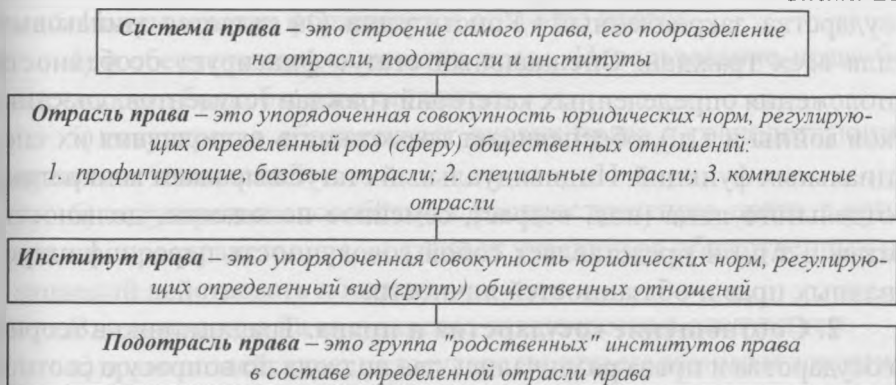 Система права – это строение самого права, его подразделение
на отрасли, подотрасли и институты
Отрасль права – это упорядоченная совокупность юридических норм, регулирую-
щих определенный род (сферу) общественных отношений:
1. профилирующие, базовые отрасли; 2. специальные отрасли; 3. комплексные
отрасли
Институт права – это упорядоченная совокупность юридических норм, регулирую-
щих определенный вид (группу) общественных отношений
Подотрасль права – это группа "родственных" институтов права
в составе определенной отрасли права